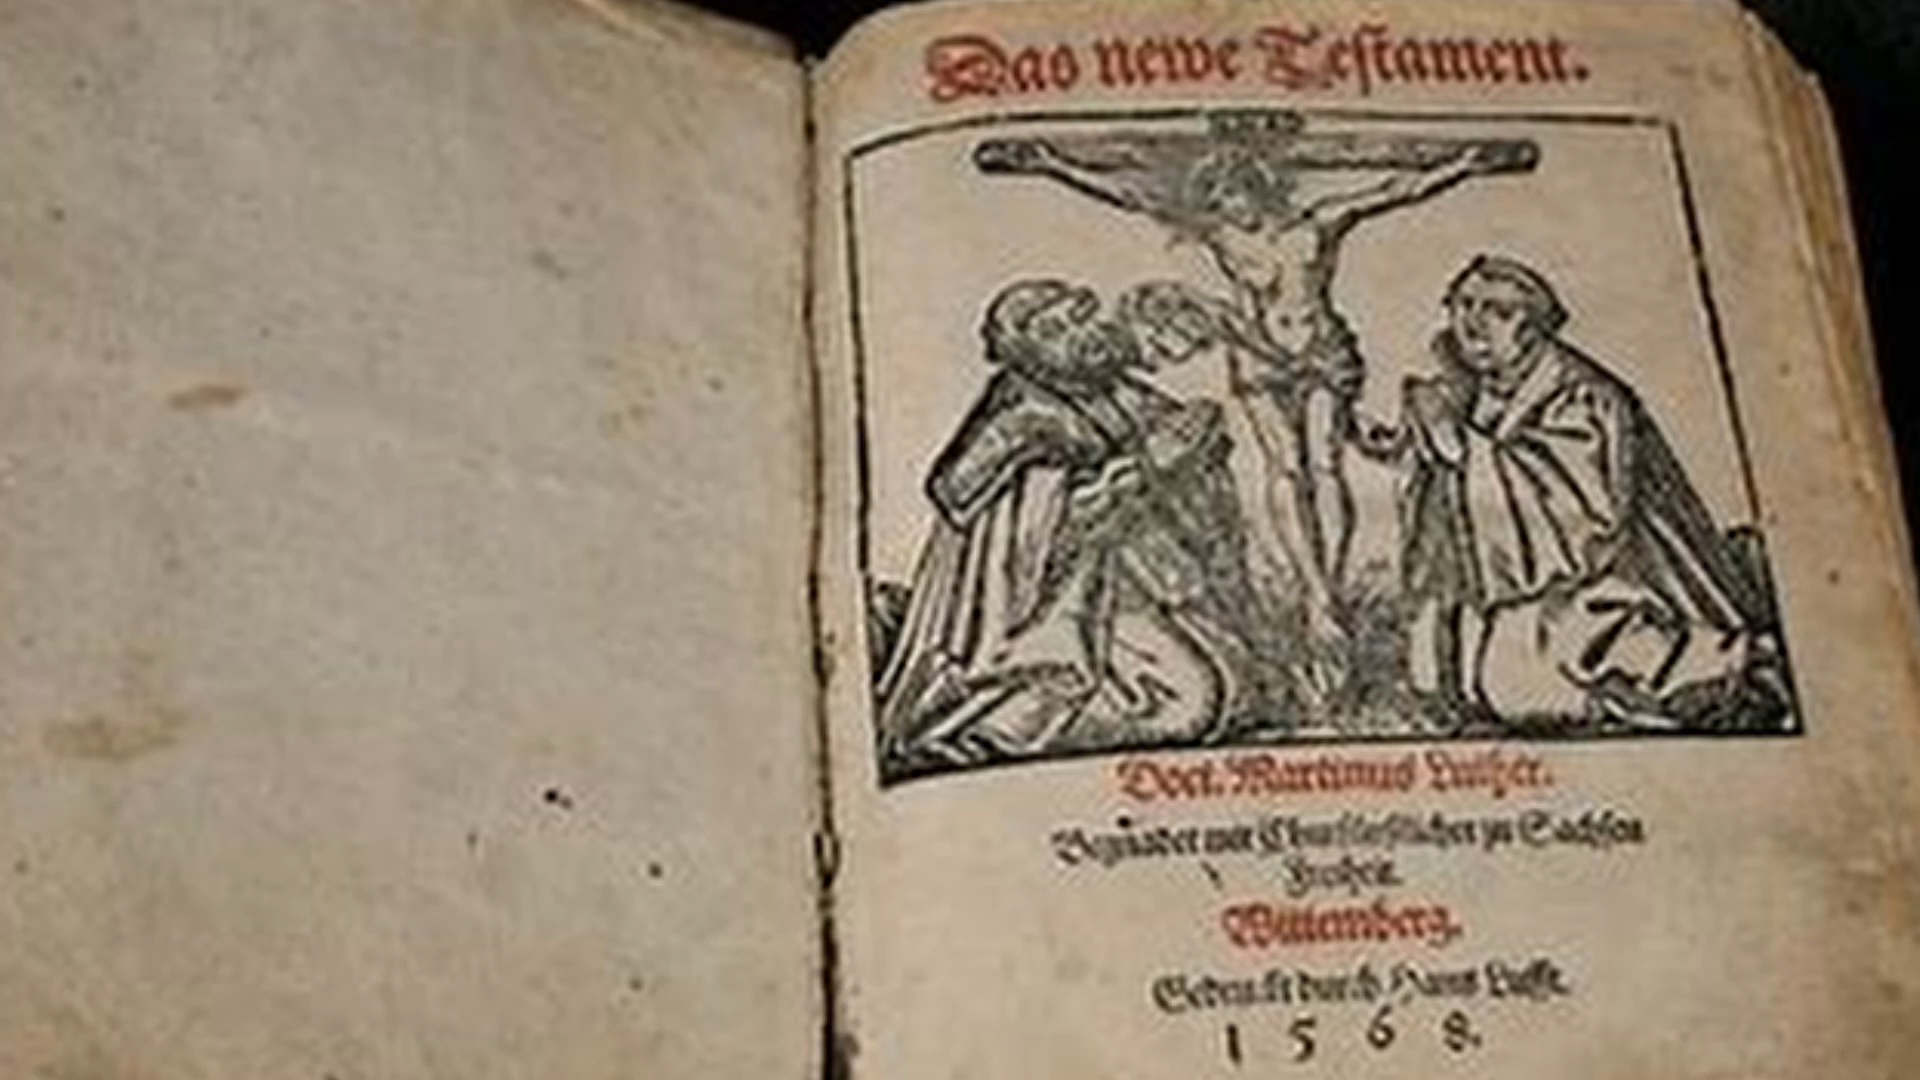 Das newe Testament.
Doct. Martinus Luther.
Begnadet mit Churfürstlicher zu Sachsen
Freiheit.
Wittemberg.
Gedruckt durch Hans Lufft.
1568.